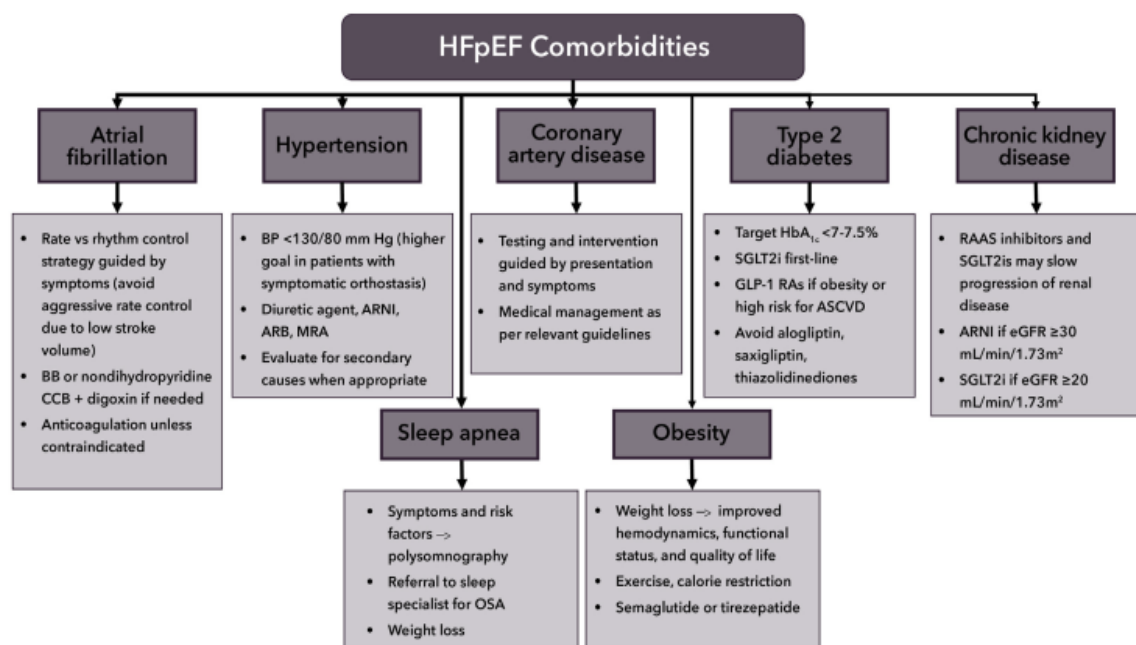 HFpEF Comorbidities
Atrial
fibrillation
• Rate vs rhythm control
strategy guided by
symptoms (avoid
aggressive rate control
due to low stroke
volume)
• BB or nondihydropyridine
CCB + digoxin if needed
• Anticoagulation unless
contraindicated
Hypertension
• BP <130/80 mm Hg (higher
goal in patients with
symptomatic orthostasis)
• Diuretic agent, ARNI,
ARB, MRA
• Evaluate for secondary
causes when appropriate
Coronary
artery disease
• Testing and intervention
guided by presentation
and symptoms
• Medical management as
per relevant guidelines
Type 2
diabetes
• Target HbA1c <7-7.5%
• SGLT2i first-line
• GLP-1 RAs if obesity or
high risk for ASCVD
• Avoid alogliptin,
saxigliptin,
thiazolidinediones
Chronic kidney
disease
• RAAS inhibitors and
SGLT2is may slow
progression of renal
disease
• ARNI if eGFR ≥30
mL/min/1.73m²
• SGLT2i if eGFR ≥20
mL/min/1.73m²
Sleep apnea
• Symptoms and risk
factors –>
polysomnography
• Referral to sleep
specialist for OSA
• Weight loss
Obesity
• Weight loss –> improved
hemodynamics, functional
status, and quality of life
• Exercise, calorie restriction
• Semaglutide or tirezepatide